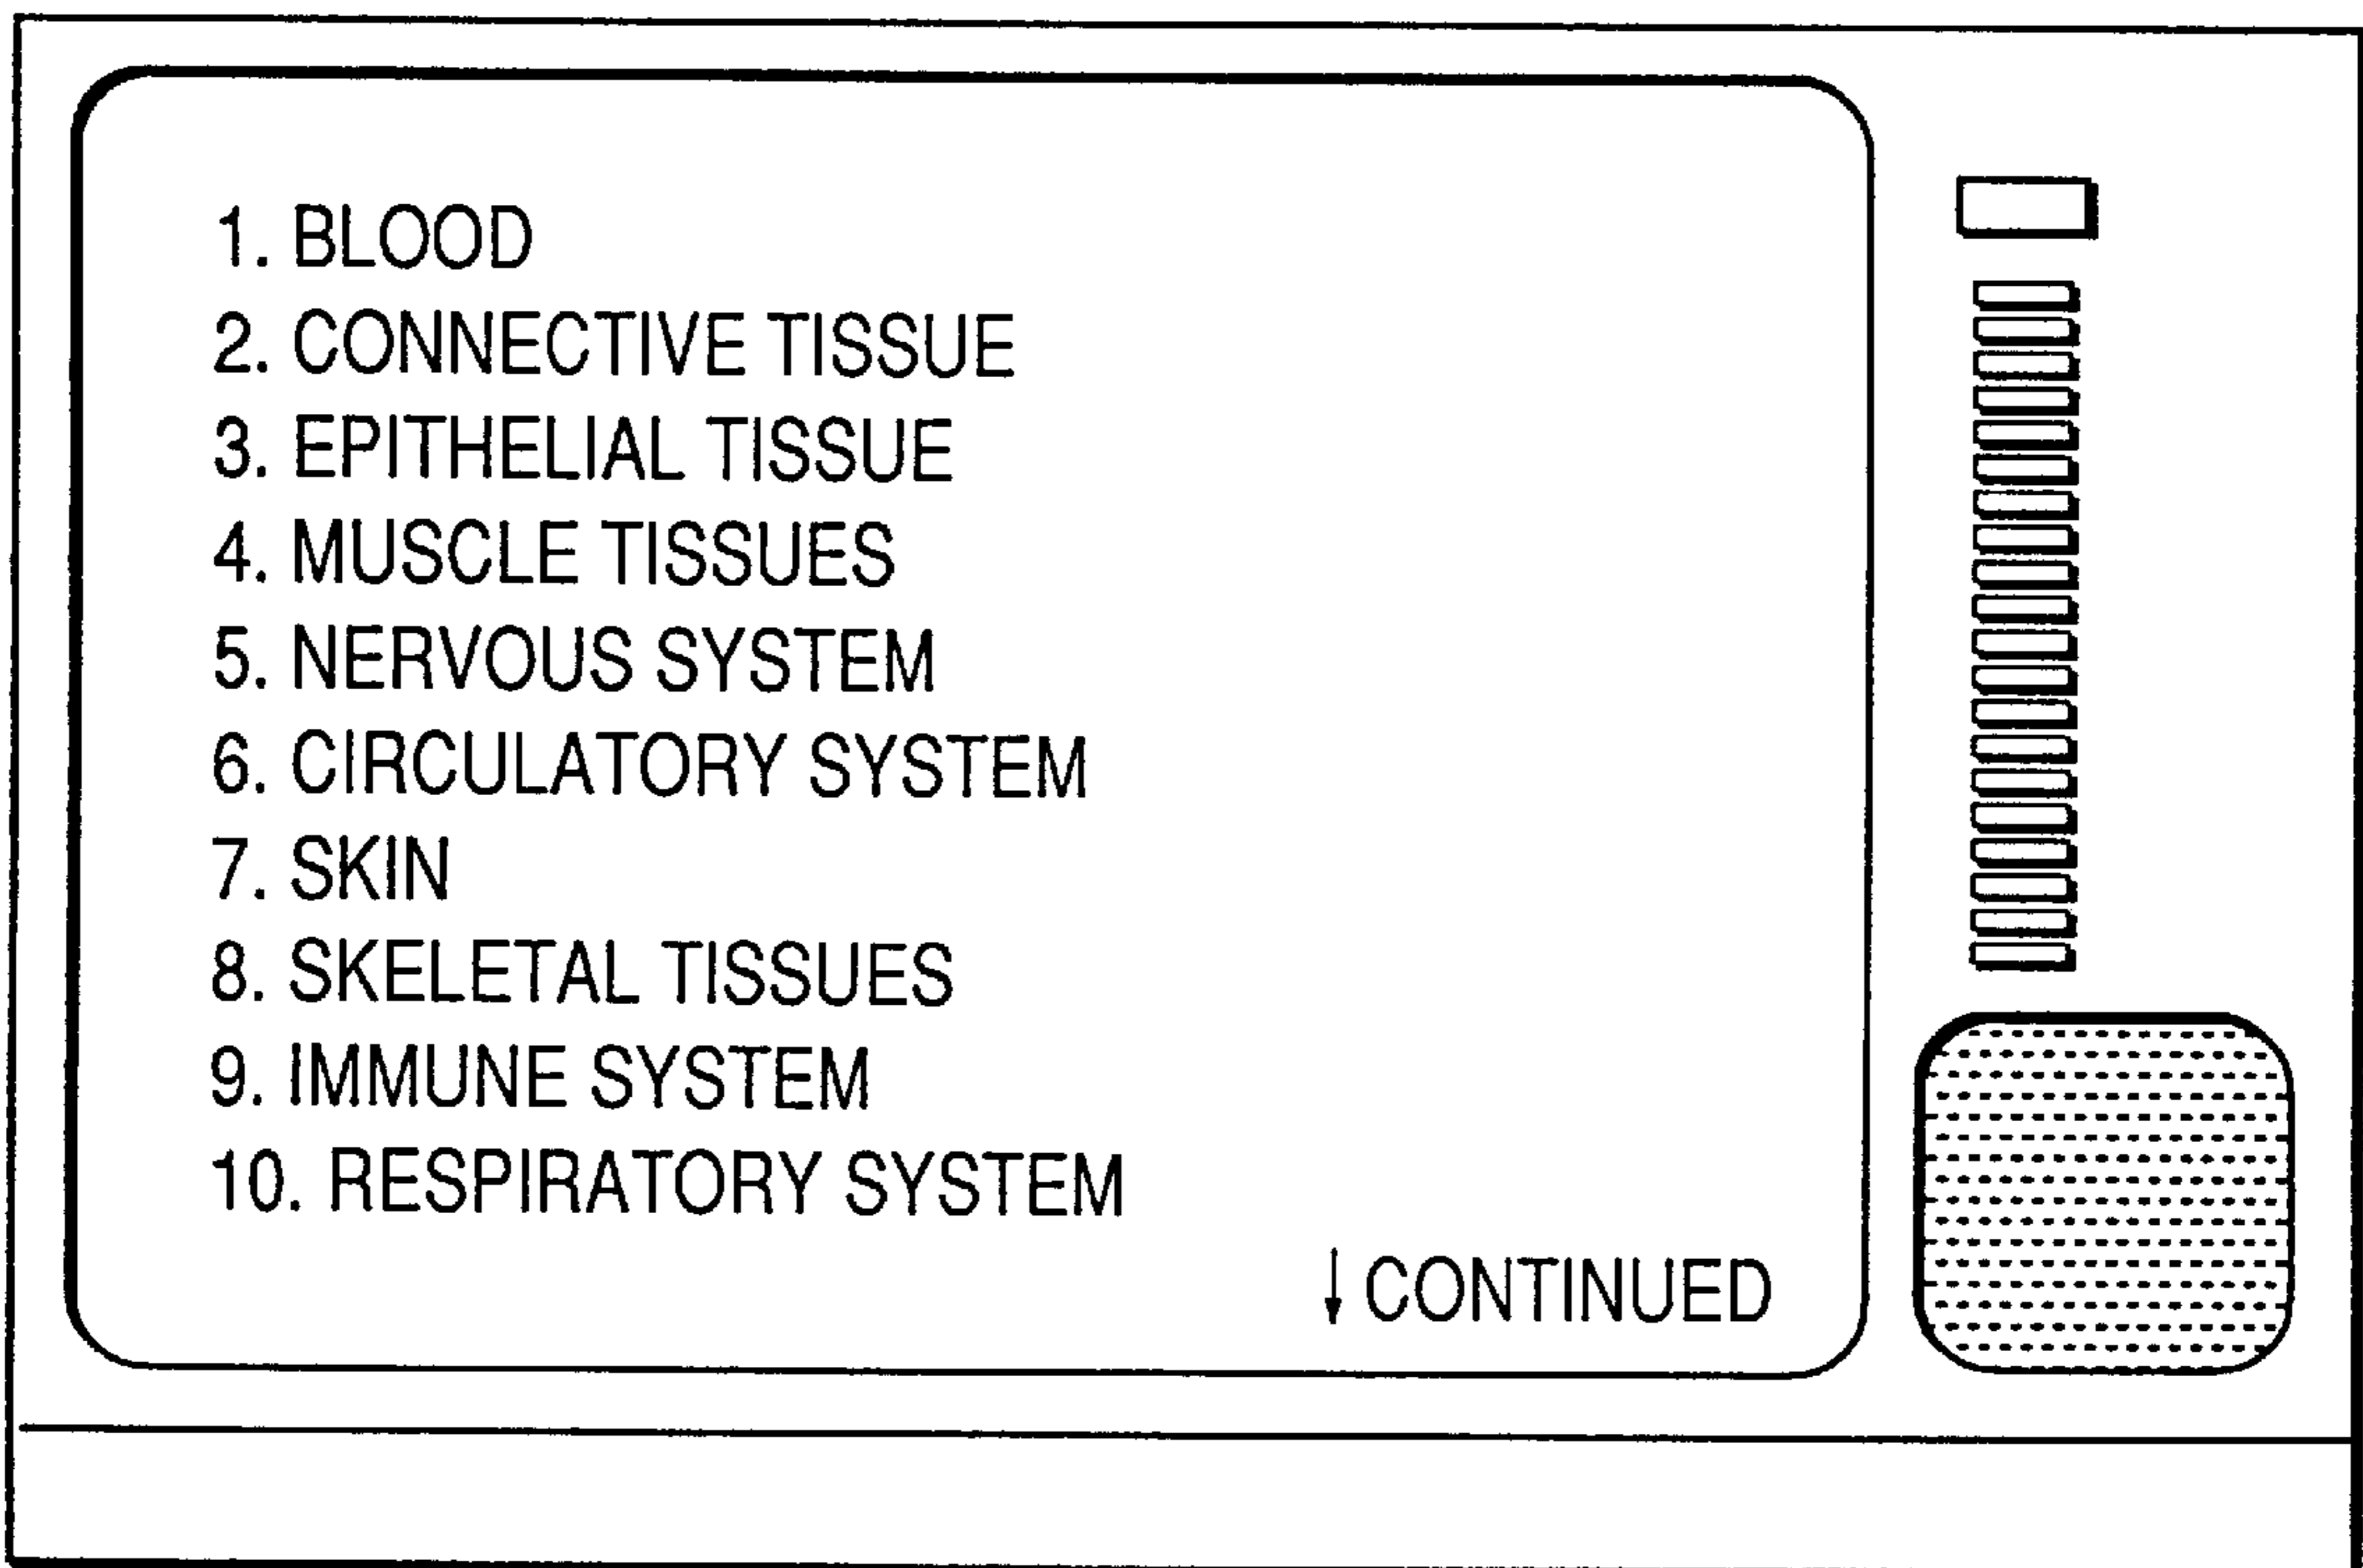 1. BLOOD
2. CONNECTIVE TISSUE
3. EPITHELIAL TISSUE
4. MUSCLE TISSUES
5. NERVOUS SYSTEM
6. CIRCULATORY SYSTEM
7. SKIN
8. SKELETAL TISSUES
9. IMMUNE SYSTEM
10. RESPIRATORY SYSTEM
↓ CONTINUED